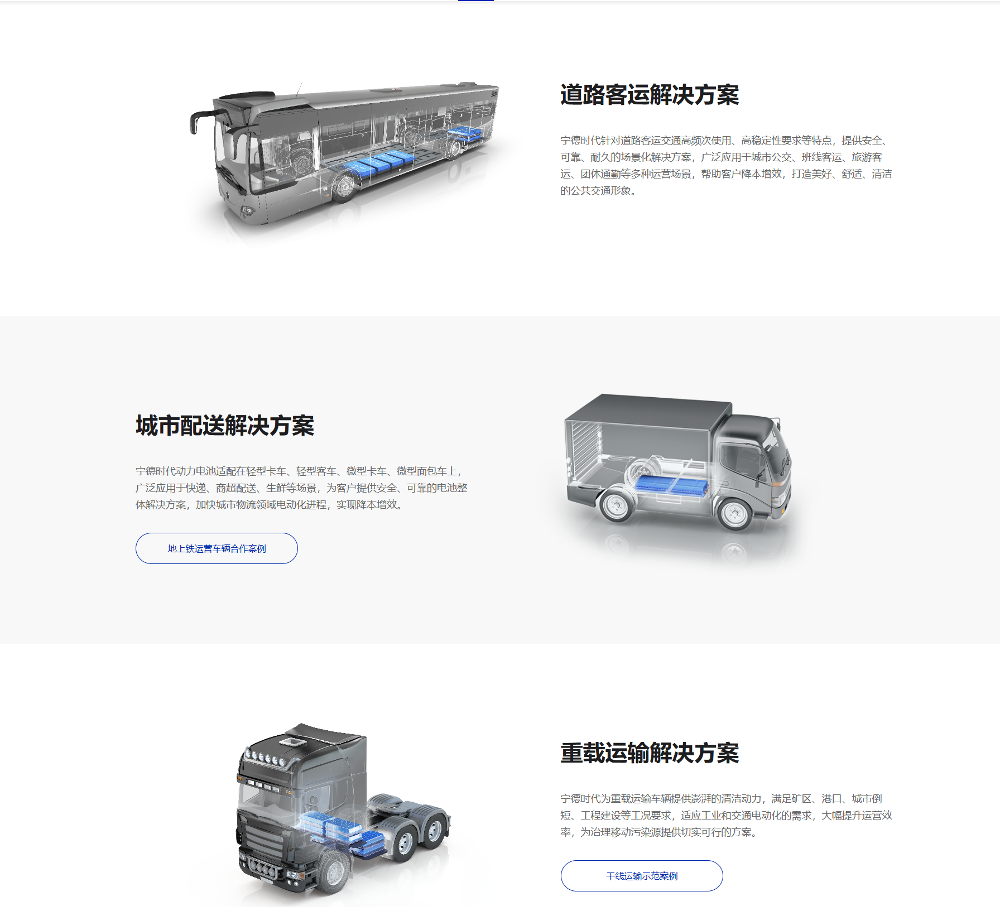 道路客运解决方案
宁德时代针对道路客运交通高频次使用、高稳定性要求等特点，提供安全、
可靠、耐久的场景化解决方案，广泛应用于城市公交、班线客运、旅游客
运、团体通勤等多种运营场景，帮助客户降本增效，打造美好、舒适、清洁
的公共交通形象。
城市配送解决方案
宁德时代动力电池适配在轻型卡车、轻型客车、微型卡车、微型面包车上，
广泛应用于快递、商超配送、生鲜等场景，为客户提供安全、可靠的电池整
体解决方案，加快城市物流领域电动化进程，实现降本增效。
地上铁运营车辆合作案例
重载运输解决方案
宁德时代为重载运输车辆提供澎湃的清洁动力，满足矿区、港口、城市倒
短、工程建设等工况要求，适应工业和交通电动化的需求，大幅提升运营效
率，为治理移动污染源提供切实可行的方案。
干线运输示范案例